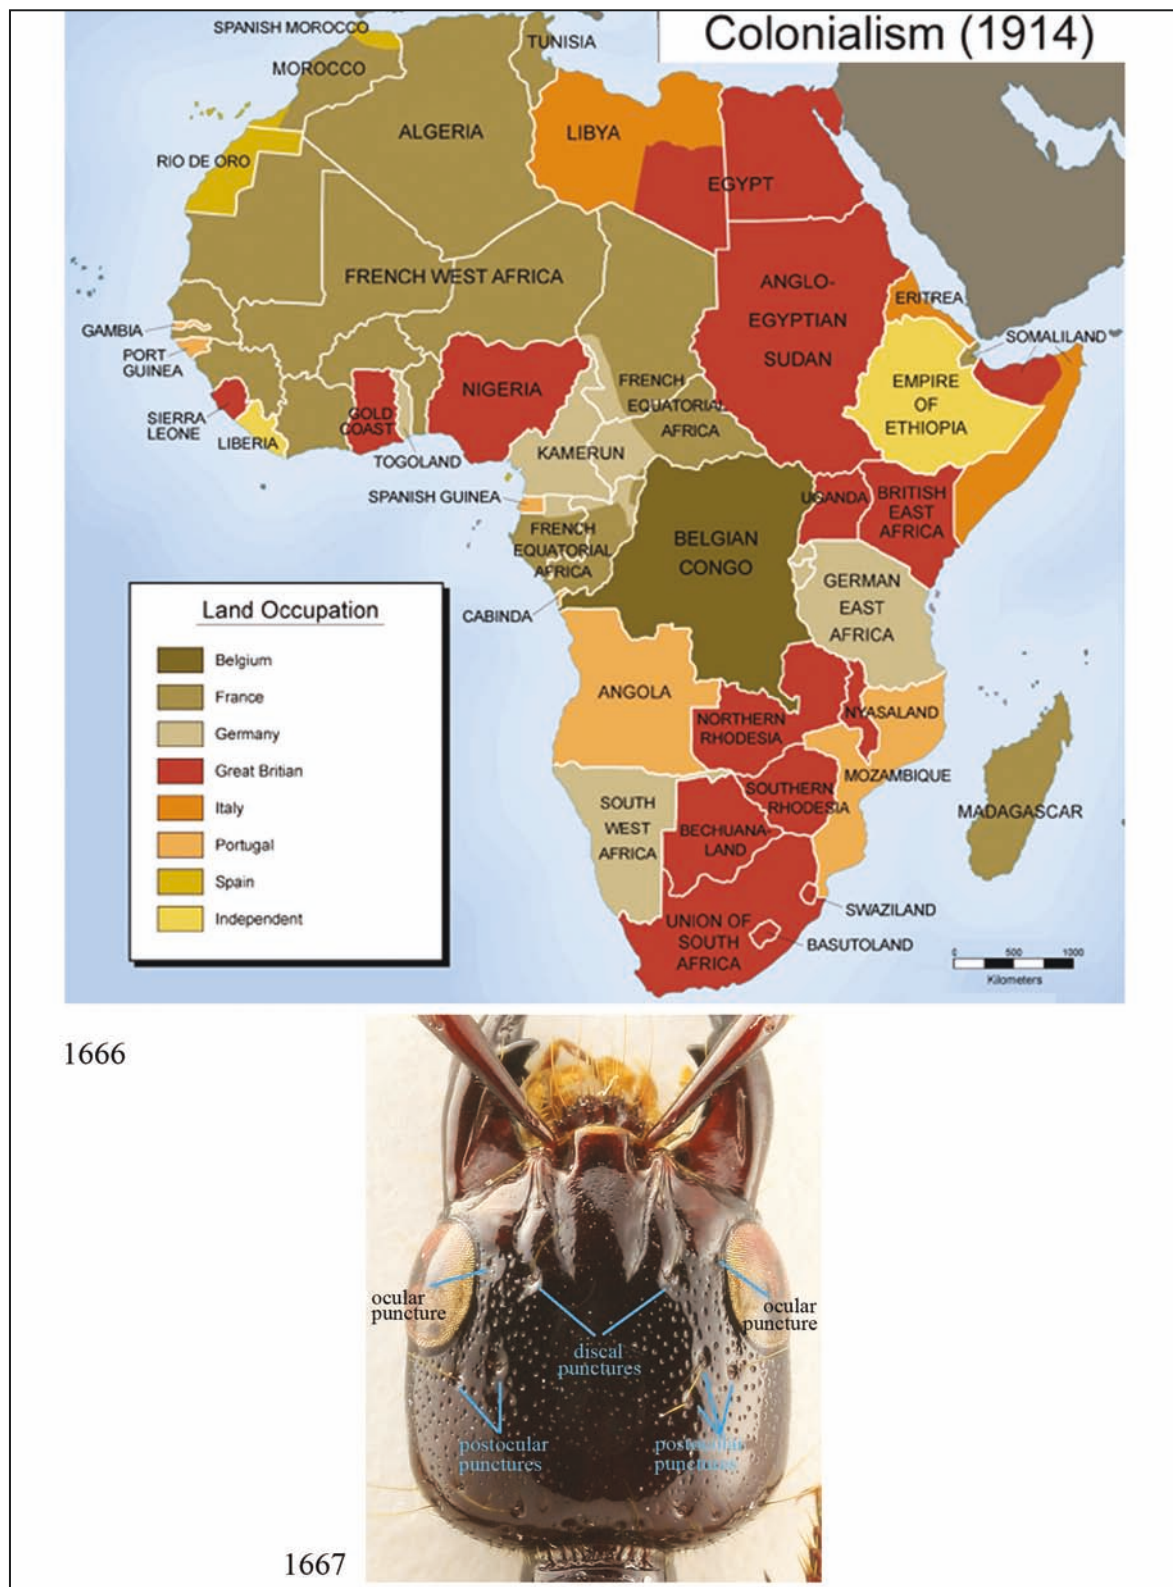 Colonialism (1914)
SPANISH MOROCCO
TUNISIA
MOROCCO
ALGERIA
LIBYA
RIO DE ORO
EGYPT
FRENCH WEST AFRICA
ANGLO-
EGYPTIAN
SUDAN
ERITREA
GAMBIA
PORT
GUINEA
SOMALILAND
NIGERIA
FRENCH
EQUATORIAL
AFRICA
EMPIRE
OF
ETHIOPIA
SIERRA
LEONE
LIBERIA
GOLD
COAST
TOGOLAND
KAMERUN
SPANISH GUINEA
UGANDA
BRITISH
EAST
AFRICA
FRENCH
EQUATORIAL
AFRICA
BELGIAN
CONGO
GERMAN
EAST
AFRICA
CABINDA
Land Occupation
Belgium
France
Germany
Great Britian
Italy
Portugal
Spain
Independent
ANGOLA
NORTHERN
RHODESIA
NYASALAND
MOZAMBIQUE
SOUTHERN
RHODESIA
SOUTH
WEST
AFRICA
BECHUANA-
LAND
MADAGASCAR
SWAZILAND
UNION OF
SOUTH
AFRICA
BASUTOLAND
0 500 1000
Kilometers
1666
ocular
puncture
ocular
puncture
discal
punctures
postocular
punctures
postocular
punctures
1667